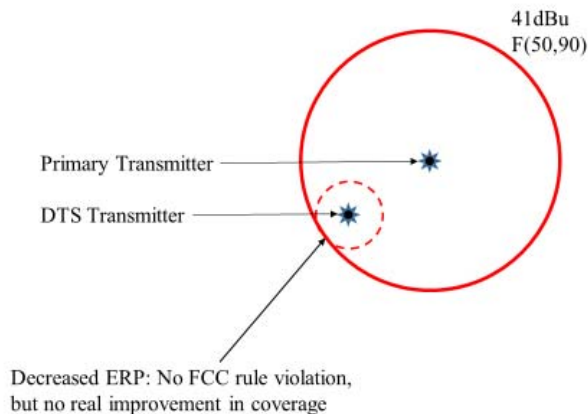 41dBu
F(50,90)
Primary Transmitter
DTS Transmitter
Decreased ERP: No FCC rule violation,
but no real improvement in coverage